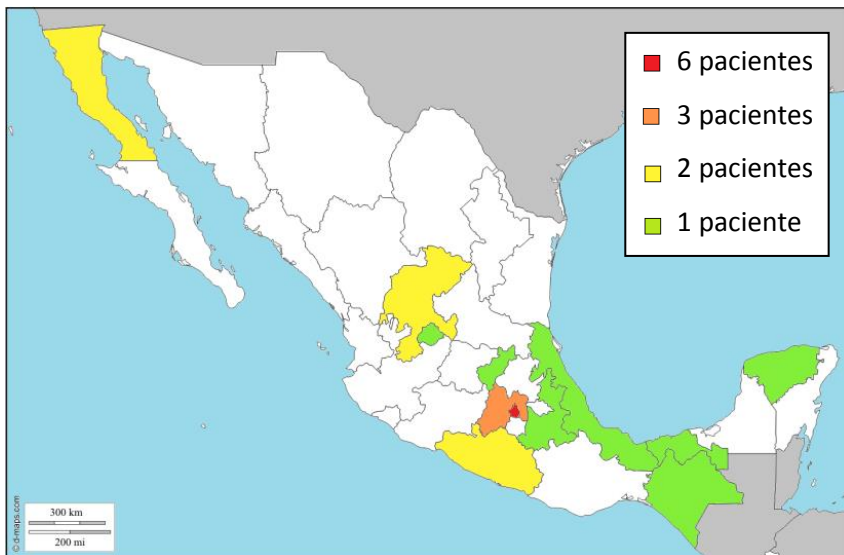 6 pacientes
3 pacientes
2 pacientes
1 paciente
300 km
200 mi
© d-maps.com